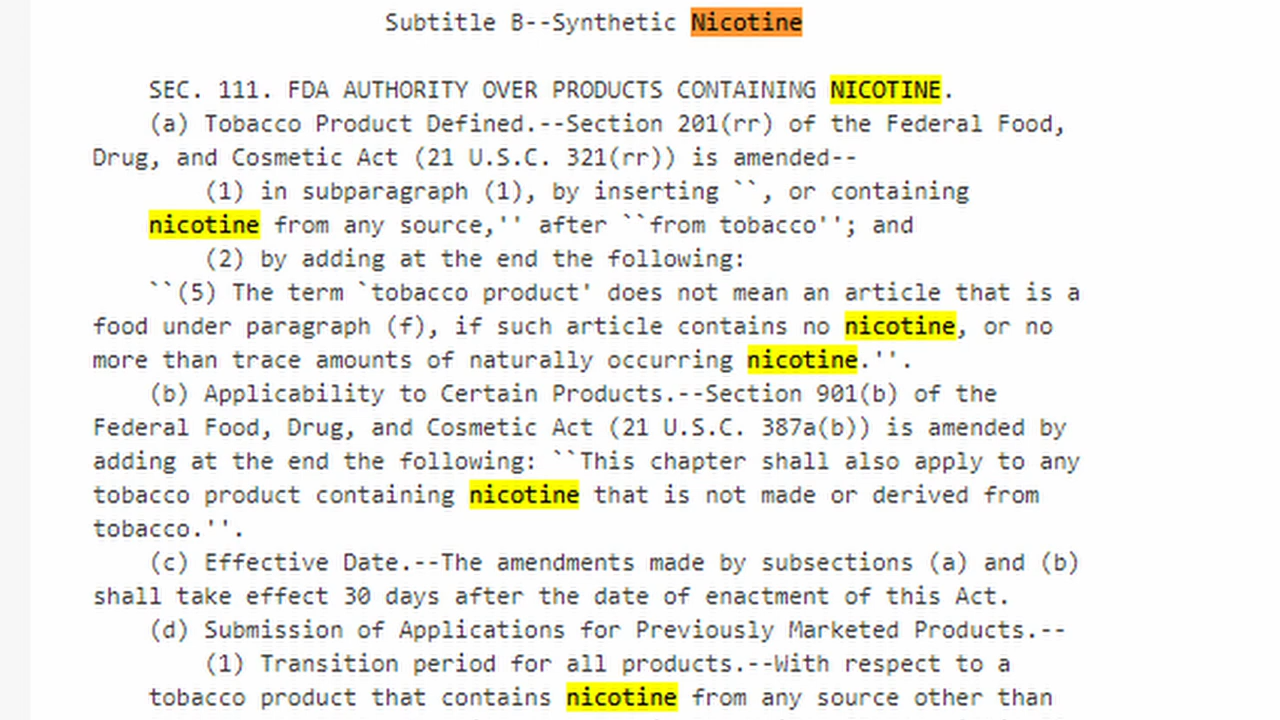 Subtitle B--Synthetic Nicotine
SEC. 111. FDA AUTHORITY OVER PRODUCTS CONTAINING NICOTINE.
(a) Tobacco Product Defined.--Section 201(rr) of the Federal Food,
Drug, and Cosmetic Act (21 U.S.C. 321(rr)) is amended--
(1) in subparagraph (1), by inserting ``, or containing
nicotine from any source,'' after ``from tobacco''; and
(2) by adding at the end the following:
``(5) The term `tobacco product' does not mean an article that is a
food under paragraph (f), if such article contains no nicotine, or no
more than trace amounts of naturally occurring nicotine.''.
(b) Applicability to Certain Products.--Section 901(b) of the
Federal Food, Drug, and Cosmetic Act (21 U.S.C. 387a(b)) is amended by
adding at the end the following: ``This chapter shall also apply to any
tobacco product containing nicotine that is not made or derived from
tobacco.''.
(c) Effective Date.--The amendments made by subsections (a) and (b)
shall take effect 30 days after the date of enactment of this Act.
(d) Submission of Applications for Previously Marketed Products.--
(1) Transition period for all products.--With respect to a
tobacco product that contains nicotine from any source other than